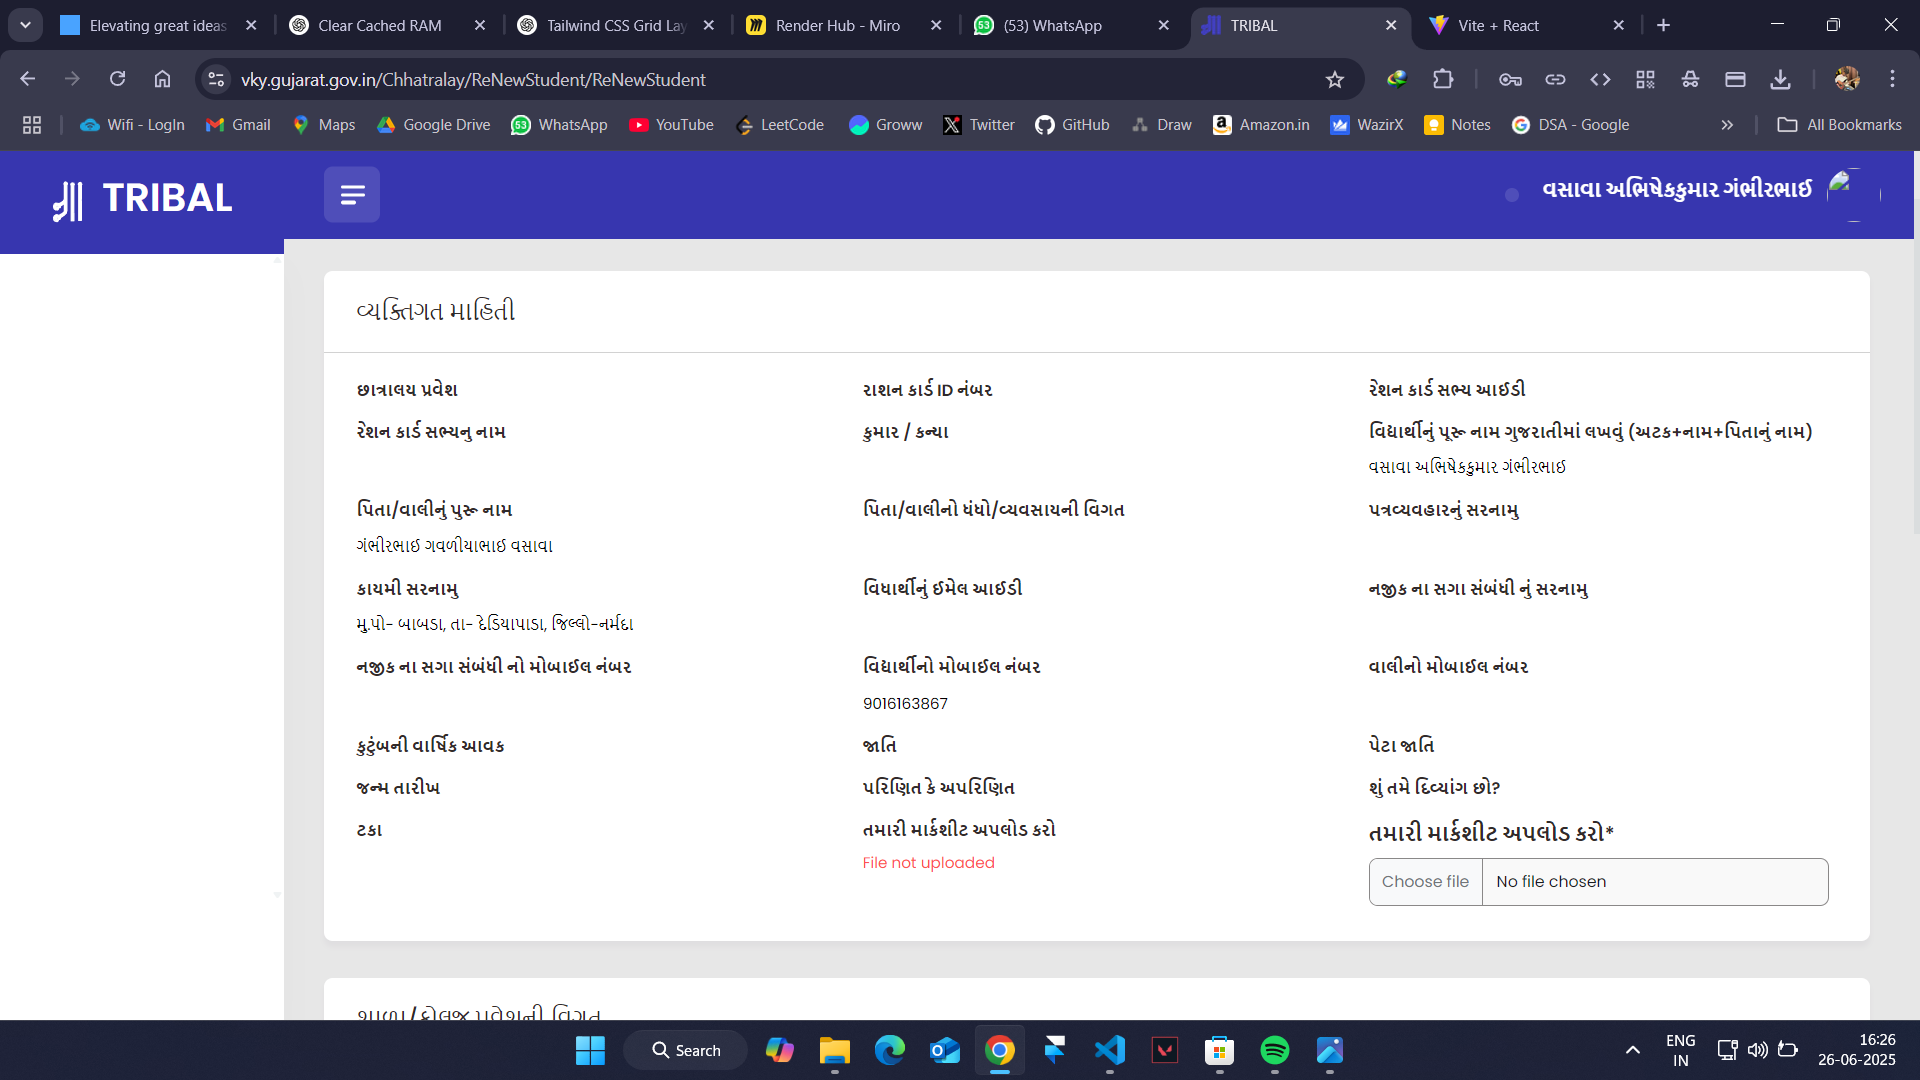 Elevating great ideas
Clear Cached RAM
Tailwind CSS Grid Lay
Render Hub - Miro
(53) WhatsApp
TRIBAL
Vite + React
vky.gujarat.gov.in/Chhatralay/ReNewStudent/ReNewStudent
Wifi - LogIn
Gmail
Maps
Google Drive
53
WhatsApp
YouTube
LeetCode
Groww
Twitter
GitHub
Draw
Amazon.in
WazirX
Notes
DSA - Google
All Bookmarks
TRIBAL
વસાવા અભિષેકકુમાર ગંભીરભાઈ
વ્યક્તિગત માહિતી
છાત્રાલય પ્રવેશ
રાશન કાર્ડ ID નંબર
રેશન કાર્ડ સભ્ય આઈડી
રેશન કાર્ડ સભ્યનુ નામ
કુમાર / કન્યા
વિદ્યાર્થીનું પૂરૂ નામ ગુજરાતીમાં લખવું (અટક+નામ+પિતાનું નામ)
વસાવા અભિષેકકુમાર ગંભીરભાઈ
પિતા/વાલીનું પુરૂ નામ
પિતા/વાલીનો ધંધો/વ્યવસાયની વિગત
પત્રવ્યવહારનું સરનામુ
ગંભીરભાઈ ગવળીયાભાઈ વસાવા
કાયમી સરનામુ
વિધાર્થીનું ઈમેલ આઈડી
નજીક ના સગા સંબંધી નું સરનામુ
મુ.પો- બાબડા, તા- દેડિયાપાડા, જિલ્લો-નર્મદા
નજીક ના સગા સંબંધી નો મોબાઈલ નંબર
વિદ્યાર્થીનો મોબાઈલ નંબર
વાલીનો મોબાઈલ નંબર
9016163867
કુટુંબની વાર્ષિક આવક
જાતિ
પેટા જાતિ
જન્મ તારીખ
પરિણિત કે અપરિણિત
શું તમે દિવ્યાંગ છો?
ટકા
તમારી માર્કશીટ અપલોડ કરો
તમારી માર્કશીટ અપલોડ કરો*
File not uploaded
Choose file
No file chosen
શાળા/કોલેજ પ્રવેશની વિગત
Search
ENG
IN
16:26
26-06-2025